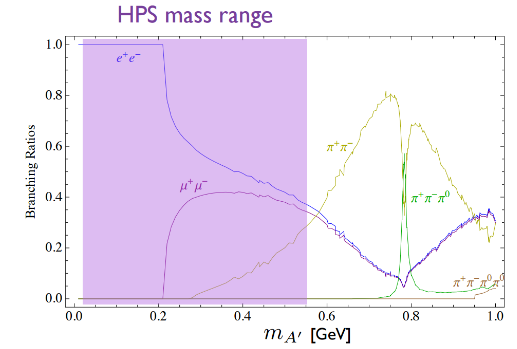 HPS mass range
1.0
0.8
0.6
0.4
0.2
0.0
Branching Ratios
e⁺e⁻
μ⁺μ⁻
π⁺π⁻
π⁺π⁻π⁰
π⁺π⁻π⁰π⁰
0.0 0.2 0.4 0.6 0.8 1.0
m_{A′} [GeV]